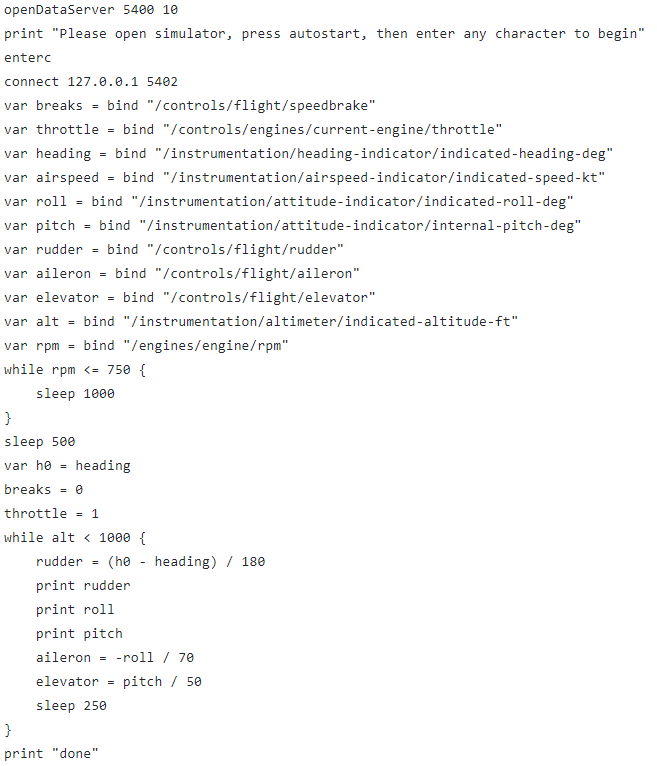 openDataServer 5400 10
print "Please open simulator, press autostart, then enter any character to begin"
enterc
connect 127.0.0.1 5402
var breaks = bind "/controls/flight/speedbrake"
var throttle = bind "/controls/engines/current-engine/throttle"
var heading = bind "/instrumentation/heading-indicator/indicated-heading-deg"
var airspeed = bind "/instrumentation/airspeed-indicator/indicated-speed-kt"
var roll = bind "/instrumentation/attitude-indicator/indicated-roll-deg"
var pitch = bind "/instrumentation/attitude-indicator/internal-pitch-deg"
var rudder = bind "/controls/flight/rudder"
var aileron = bind "/controls/flight/aileron"
var elevator = bind "/controls/flight/elevator"
var alt = bind "/instrumentation/altimeter/indicated-altitude-ft"
var rpm = bind "/engines/engine/rpm"
while rpm <= 750 {
    sleep 1000
}
sleep 500
var h0 = heading
breaks = 0
throttle = 1
while alt < 1000 {
    rudder = (h0 - heading) / 180
    print rudder
    print roll
    print pitch
    aileron = -roll / 70
    elevator = pitch / 50
    sleep 250
}
print "done"